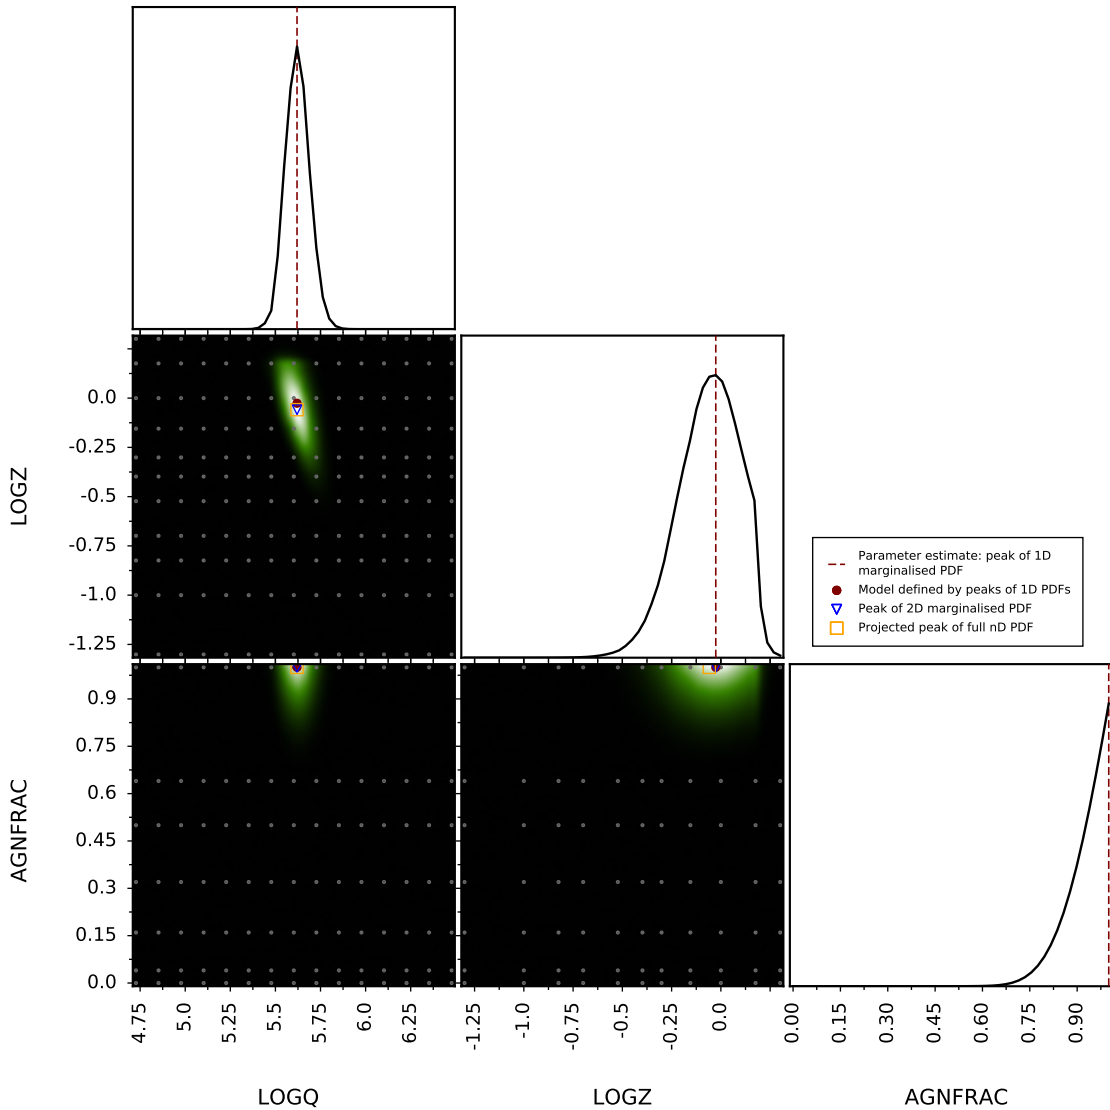 0.0
-0.25
-0.5
-0.75
-1.0
-1.25
LOGZ
Parameter estimate: peak of 1D
marginalised PDF
Model defined by peaks of 1D PDFs
Peak of 2D marginalised PDF
Projected peak of full nD PDF
0.9
0.75
0.6
0.45
0.3
0.15
0.0
AGNFRAC
4.75 5.0 5.25 5.5 5.75 6.0 6.25
-1.25 -1.0 -0.75 -0.5 -0.25 0.0
0.00 0.15 0.30 0.45 0.60 0.75 0.90
LOGQ LOGZ AGNFRAC